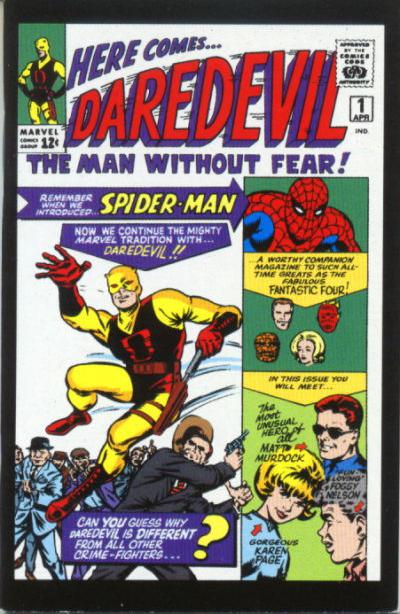 HERE COMES...
DAREDEVIL
APPROVED
BY THE
COMICS
CODE
AUTHORITY
MARVEL
COMICS
GROUP
12¢
1
APR
IND.
THE MAN WITHOUT FEAR!
REMEMBER
WHEN WE
INTRODUCED...
SPIDER-MAN
NOW WE CONTINUE THE MIGHTY
MARVEL TRADITION WITH...
DAREDEVIL!!
...A WORTHY COMPANION
MAGAZINE TO SUCH ALL-
TIME GREATS AS THE
FABULOUS
FANTASTIC FOUR!
IN THIS ISSUE YOU
WILL MEET...
The
MOST
UNUSUAL
HERO OF
all
MATT
MURDOCK
"FUN-
LOVING"
FOGGY
NELSON
GORGEOUS
KAREN
PAGE
CAN YOU GUESS WHY
DAREDEVIL IS DIFFERENT
FROM ALL OTHER
CRIME-FIGHTERS...
?